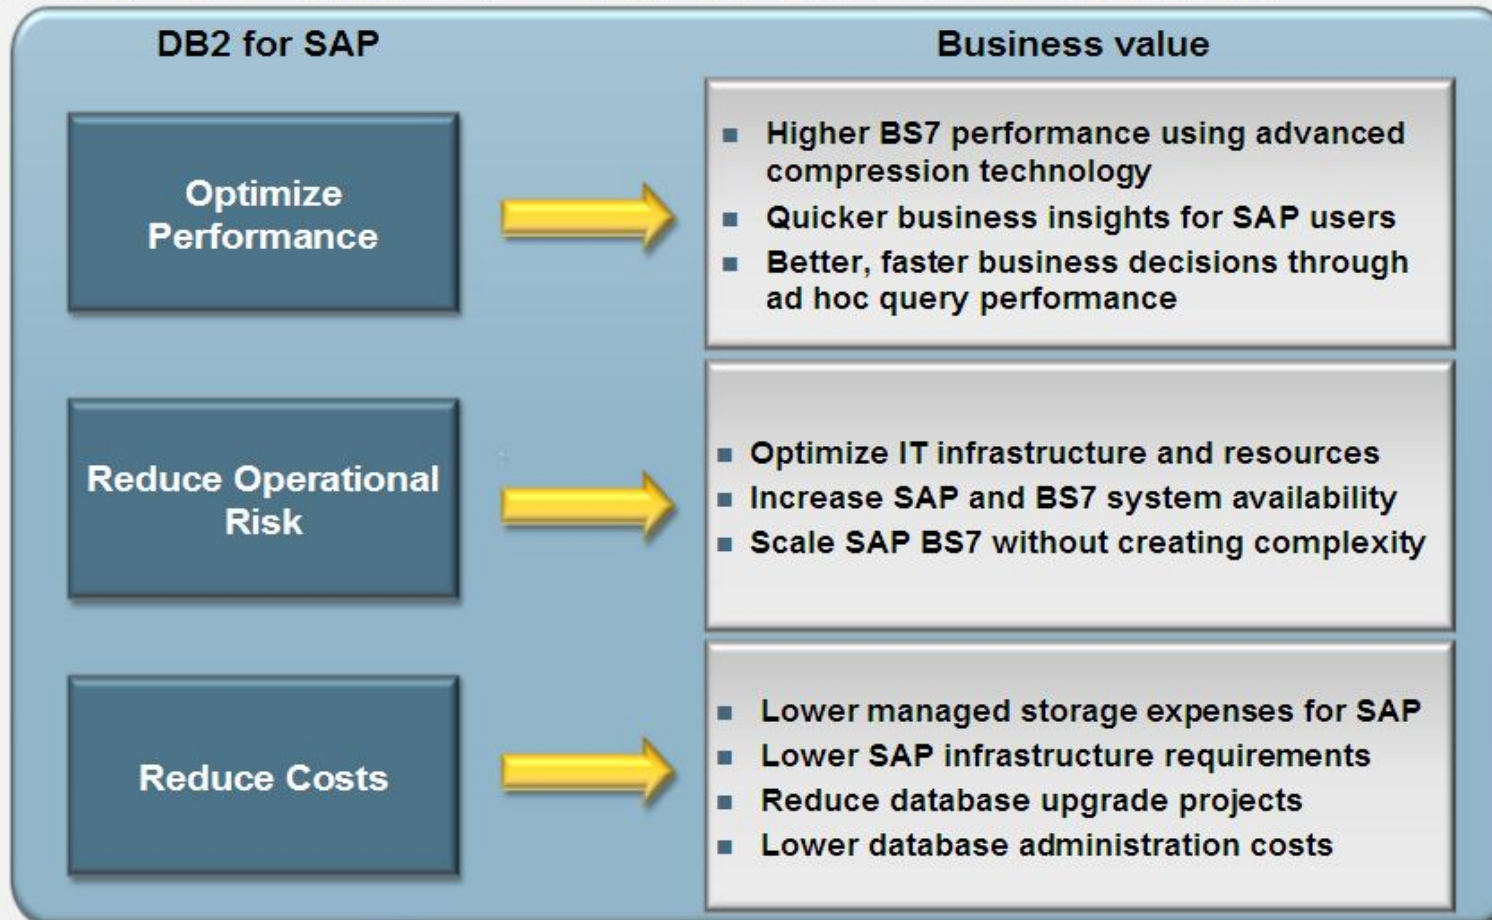 DB2 for SAP
Business value
Optimize
Performance
Higher BS7 performance using advanced
compression technology
Quicker business insights for SAP users
Better, faster business decisions through
ad hoc query performance
Reduce Operational
Risk
Optimize IT infrastructure and resources
Increase SAP and BS7 system availability
Scale SAP BS7 without creating complexity
Reduce Costs
Lower managed storage expenses for SAP
Lower SAP infrastructure requirements
Reduce database upgrade projects
Lower database administration costs